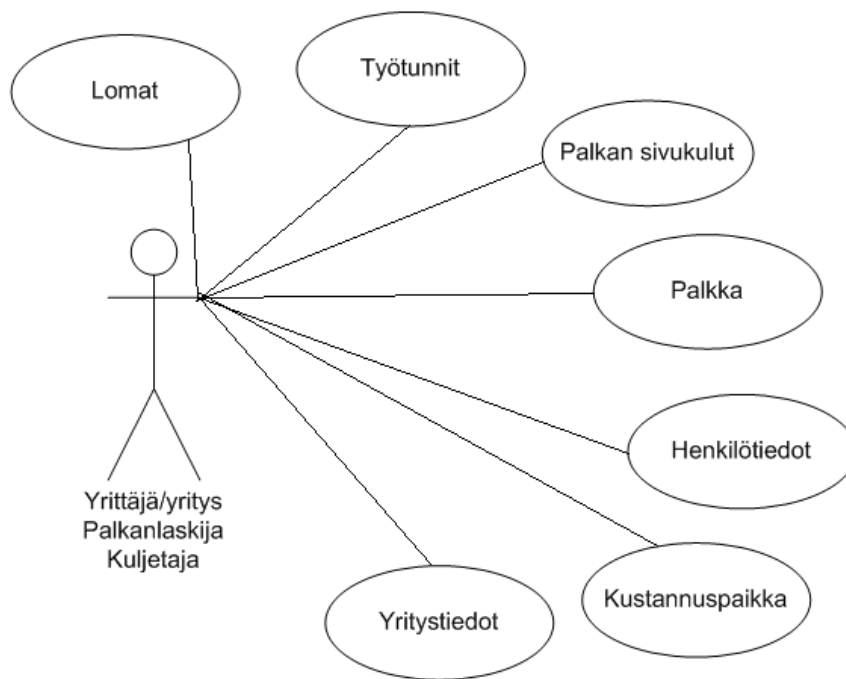 Lomat
Työtunnit
Palkan sivukulut
Palkka
Henkilötiedot
Kustannuspaikka
Yritystiedot
Yrittäjä/yritys
Palkanlaskija
Kuljetaja